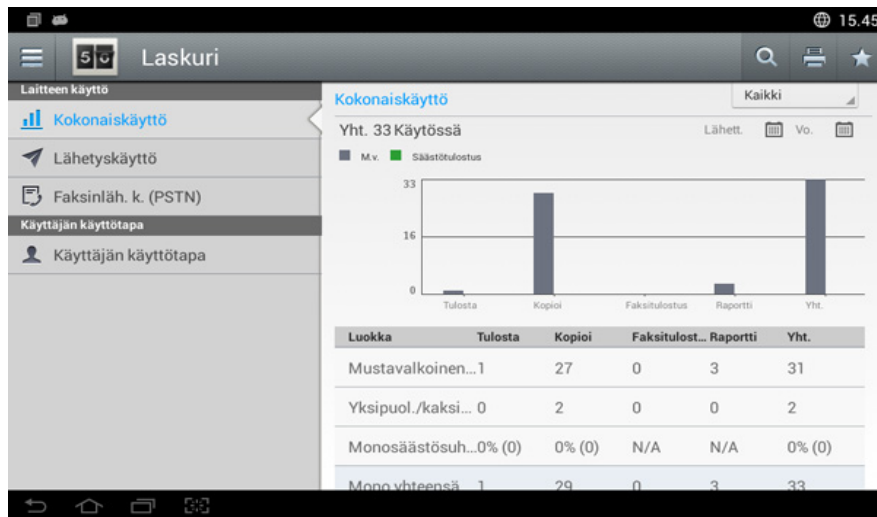 15.45
50 Laskuri
Laitteen käyttö
Kokonaiskäyttö
Lähetyskäyttö
Faksinläh. k. (PSTN)
Käyttäjän käyttötapa
Käyttäjän käyttötapa
Kokonaiskäyttö Kaikki
Yht. 33 Käytössä Lähett. Vo.
M.v. Säästötulostus
33
16
0
Tulosta Kopioi Faksitulostus Raportti Yht.
Luokka Tulosta Kopioi Faksitulost... Raportti Yht.
Mustavalkoinen...1 27 0 3 31
Yksipuol./kaksi... 0 2 0 0 2
Monosäästösuh...0% (0) 0% (0) N/A N/A 0% (0)
Mono yhteensä 1 29 0 3 33